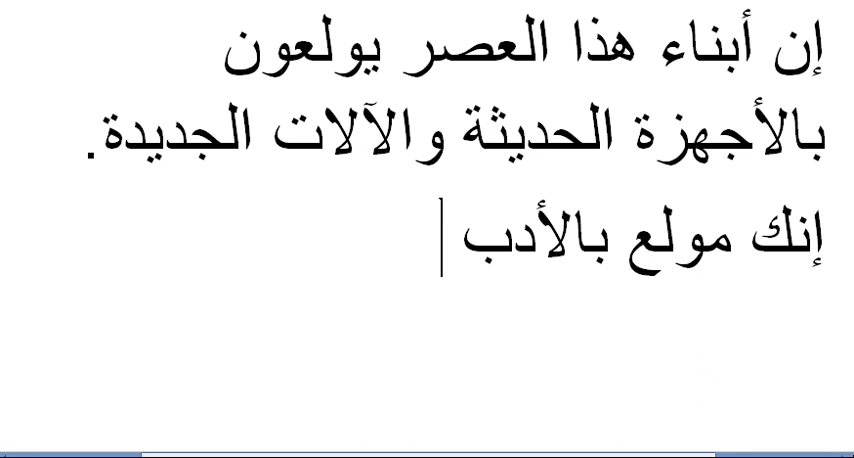 إن أبناء هذا العصر يولعون
بالأجهزة الحديثة والآلات الجديدة.
إنك مولع بالأدب